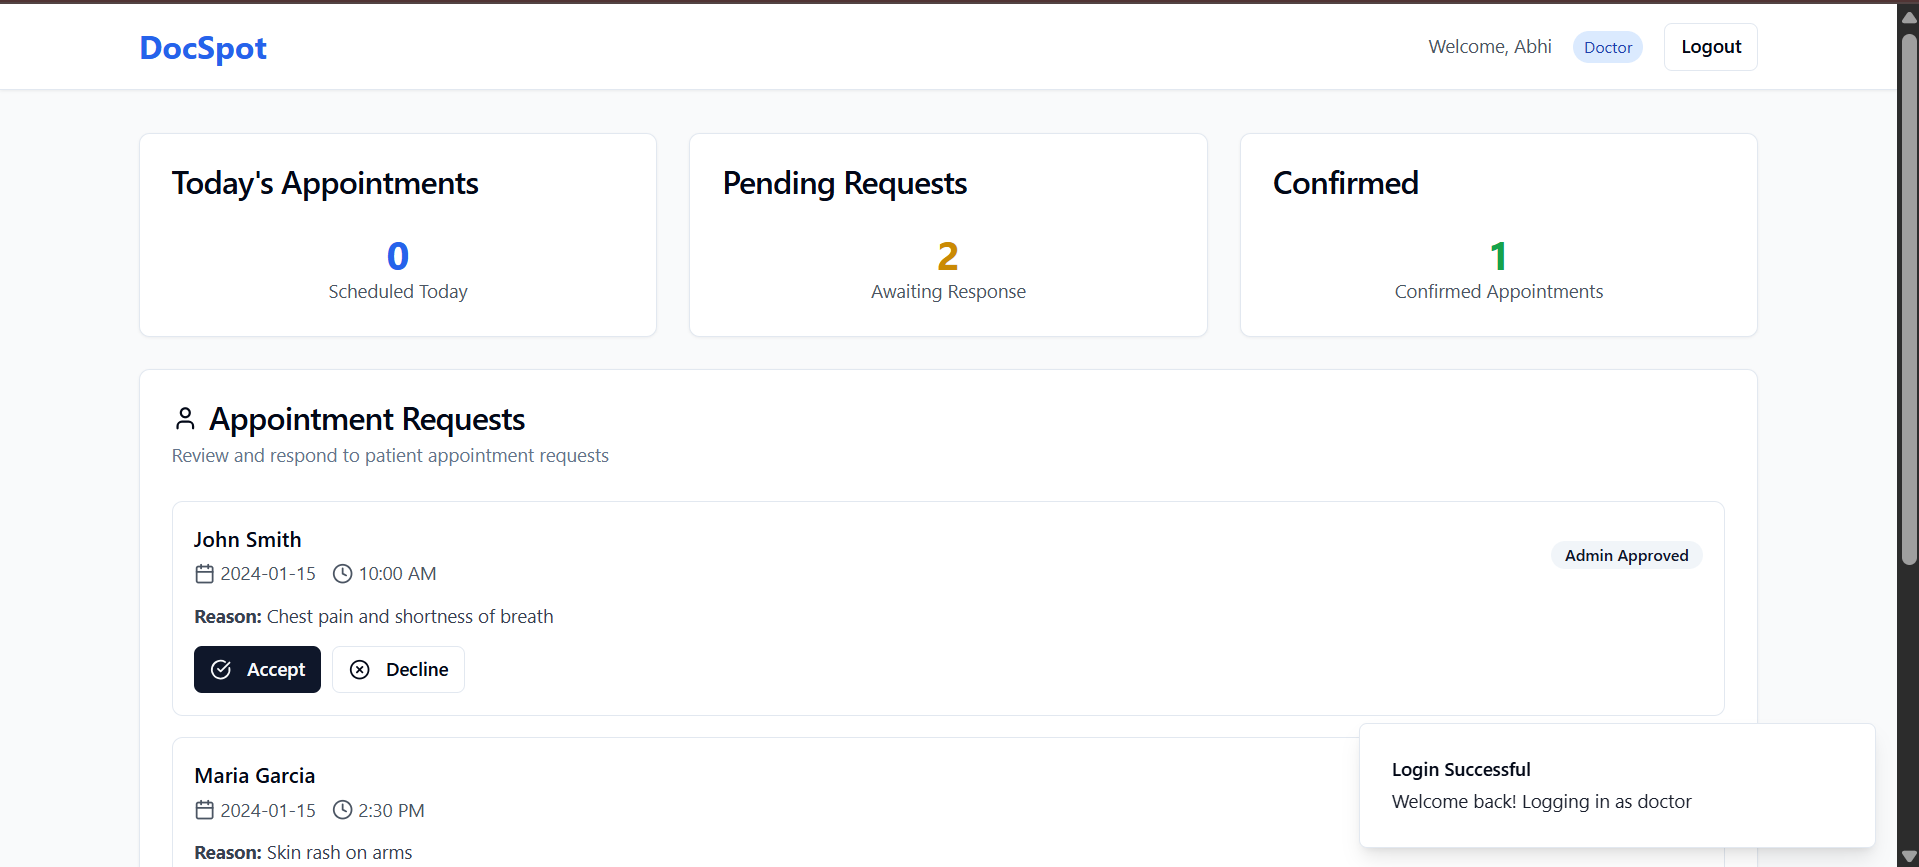 DocSpot
Welcome, Abhi
Doctor
Logout
Today's Appointments
0
Scheduled Today
Pending Requests
2
Awaiting Response
Confirmed
1
Confirmed Appointments
Appointment Requests
Review and respond to patient appointment requests
John Smith
2024-01-15 10:00 AM
Admin Approved
Reason: Chest pain and shortness of breath
Accept
Decline
Maria Garcia
2024-01-15 2:30 PM
Reason: Skin rash on arms
Login Successful
Welcome back! Logging in as doctor